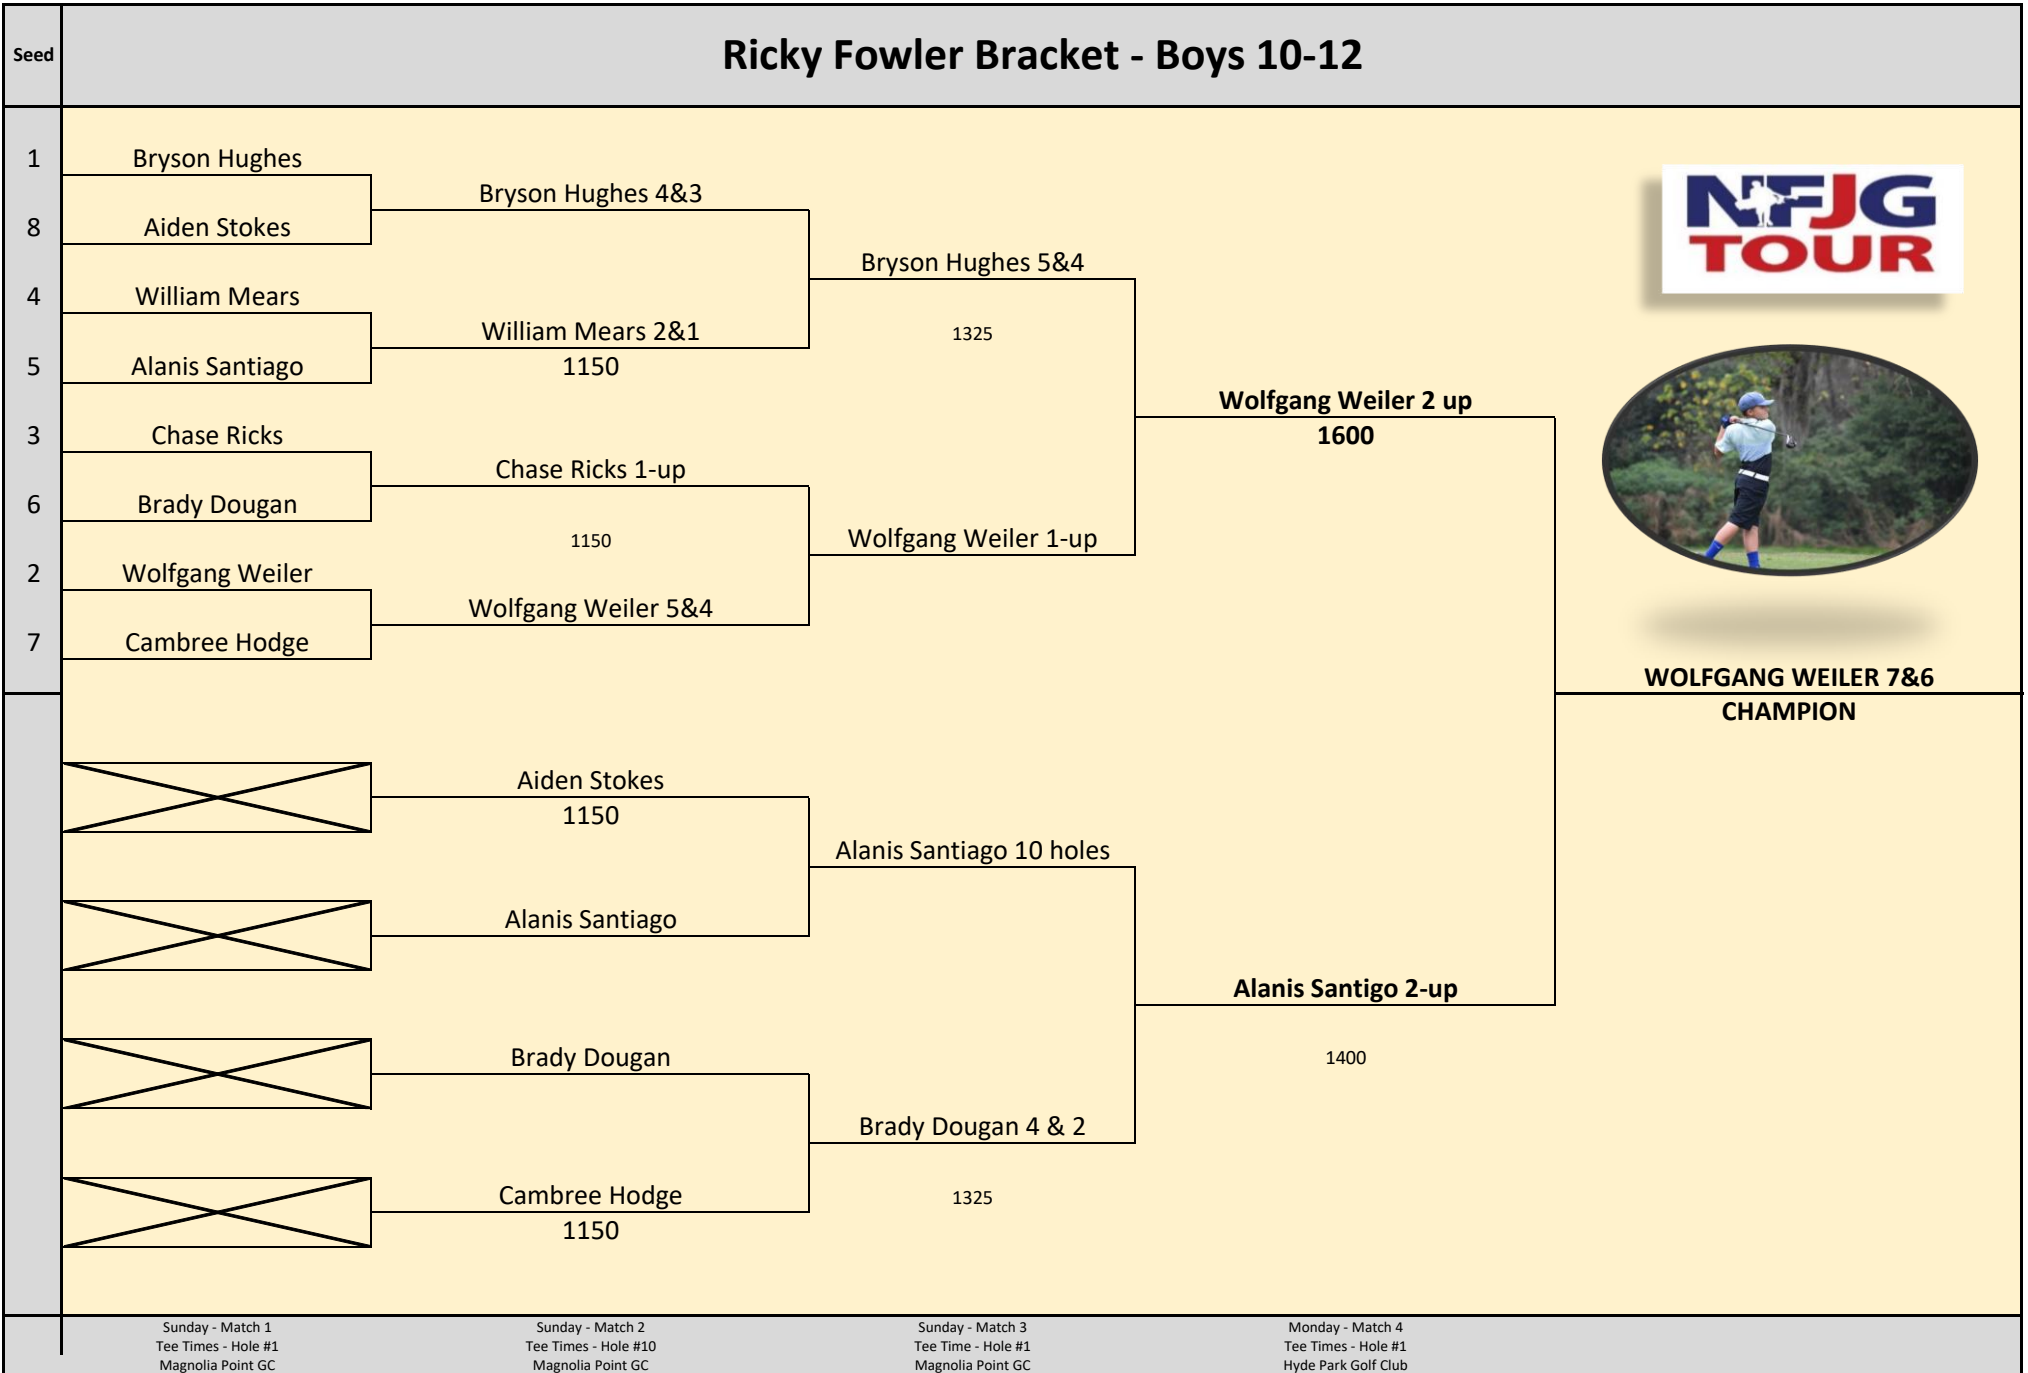 Seed
Ricky Fowler Bracket - Boys 10-12
1
Bryson Hughes
Bryson Hughes 4&3
8
Aiden Stokes
Bryson Hughes 5&4
4
William Mears
William Mears 2&1
1325
5
Alanis Santiago
1150
Wolfgang Weiler 2 up
3
Chase Ricks
1600
Chase Ricks 1-up
6
Brady Dougan
1150
Wolfgang Weiler 1-up
2
Wolfgang Weiler
Wolfgang Weiler 5&4
7
Cambree Hodge
NFJG
TOUR
WOLFGANG WEILER 7&6
CHAMPION
Aiden Stokes
1150
Alanis Santiago 10 holes
Alanis Santiago
Alanis Santigo 2-up
Brady Dougan
1400
Brady Dougan 4 & 2
Cambree Hodge
1325
1150
Sunday - Match 1
Tee Times - Hole #1
Magnolia Point GC
Sunday - Match 2
Tee Times - Hole #10
Magnolia Point GC
Sunday - Match 3
Tee Time - Hole #1
Magnolia Point GC
Monday - Match 4
Tee Times - Hole #1
Hyde Park Golf Club